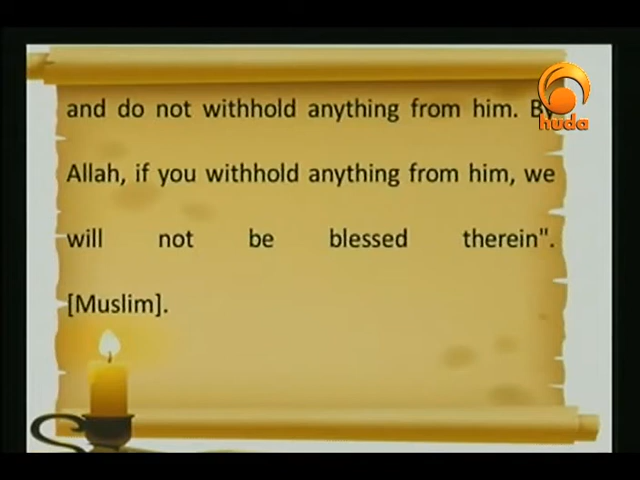 and do not withhold anything from him. By
Allah, if you withhold anything from him, we
will not be blessed therein".
[Muslim].
huda